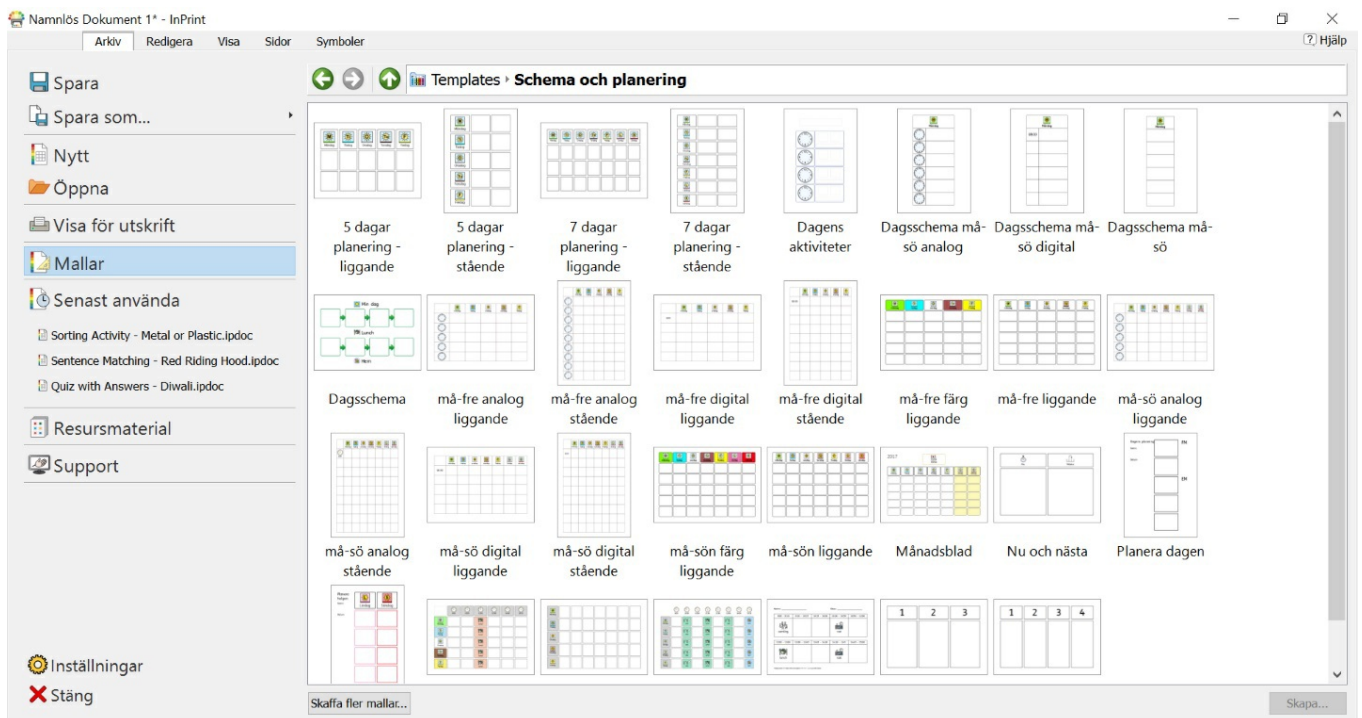 Namnlös Dokument 1* - InPrint
Arkiv Redigera Visa Sidor Symboler
Hjälp
Spara
Spara som...
Nytt
Öppna
Visa för utskrift
Mallar
Senast använda
Sorting Activity - Metal or Plastic.ipdoc
Sentence Matching - Red Riding Hood.ipdoc
Quiz with Answers - Diwali.ipdoc
Resursmaterial
Support
Inställningar
Stäng
Templates Schema och planering
5 dagar planering - liggande
5 dagar planering - stående
7 dagar planering - liggande
7 dagar planering - stående
Dagens aktiviteter
Dagsschema må-sö analog
Dagsschema må-sö digital
Dagsschema må-sö
Min dag
Lunch
Hem
Dagsschema
må-fre analog liggande
må-fre analog stående
må-fre digital liggande
må-fre digital stående
må-fre färg liggande
må-fre liggande
må-sö analog liggande
må-sö analog stående
må-sö digital liggande
må-sö digital stående
må-sön färg liggande
må-sön liggande
2017
Månadsblad
Nu och nästa
EN
EN
Planera dagen
1 2 3
1 2 3 4
Skaffa fler mallar...
Skapa...